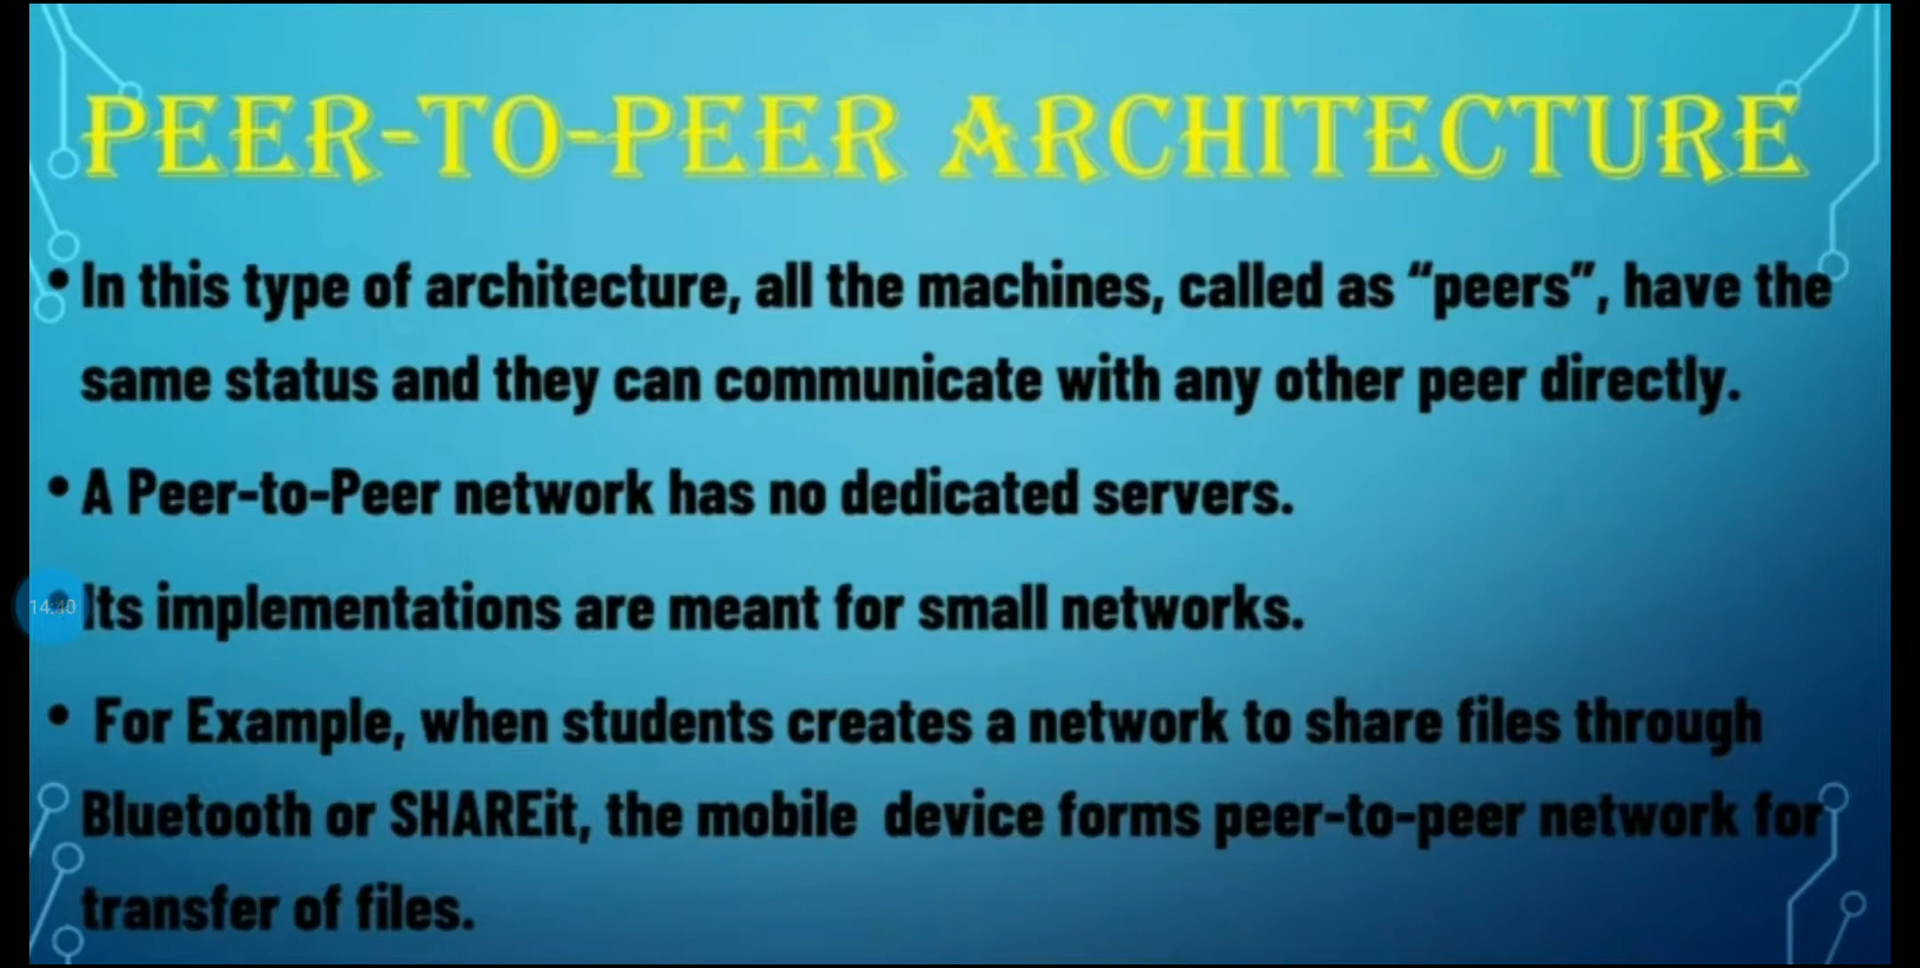 PEER-TO-PEER ARCHITECTURE
• In this type of architecture, all the machines, called as “peers”, have the
same status and they can communicate with any other peer directly.
• A Peer-to-Peer network has no dedicated servers.
14:40
• Its implementations are meant for small networks.
• For Example, when students creates a network to share files through
Bluetooth or SHAREit, the mobile device forms peer-to-peer network for
transfer of files.